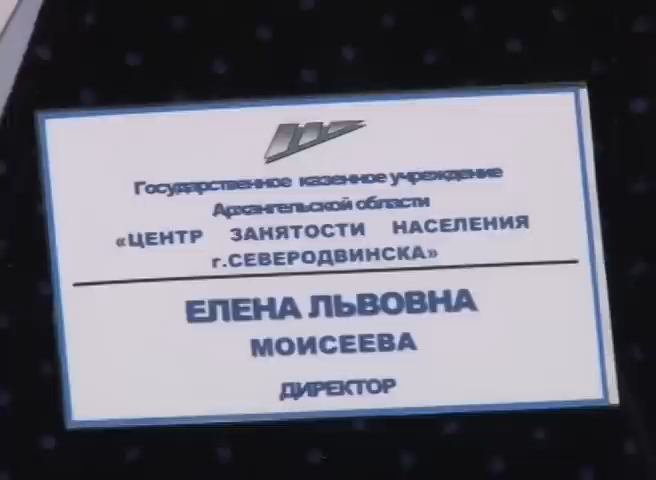 Государственное казенное учреждение
Архангельской области
«ЦЕНТР ЗАНЯТОСТИ НАСЕЛЕНИЯ
г.СЕВЕРОДВИНСКА»
ЕЛЕНА ЛЬВОВНА
МОИСЕЕВА
ДИРЕКТОР